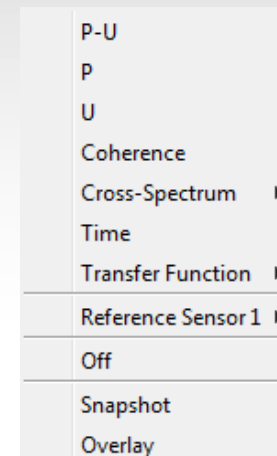 P-U
P
U
Coherence
Cross-Spectrum
Time
Transfer Function
Reference Sensor 1
Off
Snapshot
Overlay